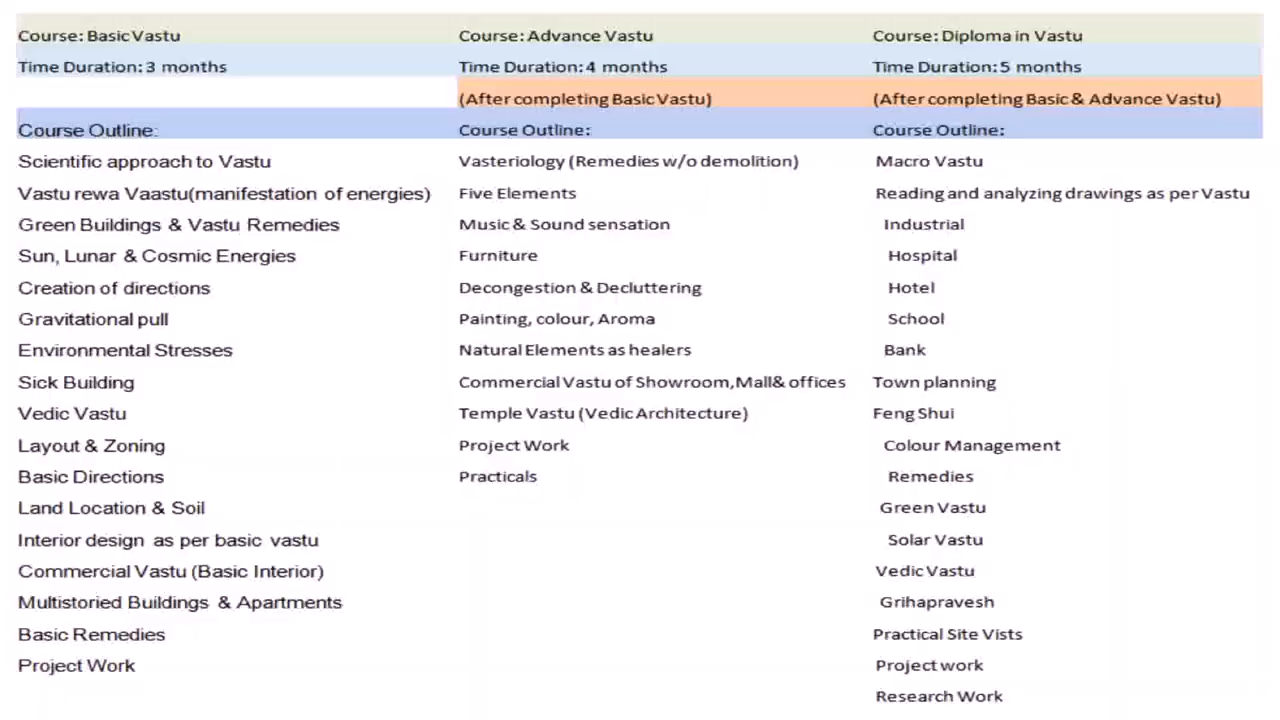 Course: Basic Vastu
Time Duration: 3 months
Course Outline:
Scientific approach to Vastu
Vastu rewa Vaastu(manifestation of energies)
Green Buildings & Vastu Remedies
Sun, Lunar & Cosmic Energies
Creation of directions
Gravitational pull
Environmental Stresses
Sick Building
Vedic Vastu
Layout & Zoning
Basic Directions
Land Location & Soil
Interior design as per basic vastu
Commercial Vastu (Basic Interior)
Multistoried Buildings & Apartments
Basic Remedies
Project Work
Course: Advance Vastu
Time Duration: 4 months
(After completing Basic Vastu)
Course Outline:
Vasteriology (Remedies w/o demolition)
Five Elements
Music & Sound sensation
Furniture
Decongestion & Decluttering
Painting, colour, Aroma
Natural Elements as healers
Commercial Vastu of Showroom,Mall& offices
Temple Vastu (Vedic Architecture)
Project Work
Practicals
Course: Diploma in Vastu
Time Duration: 5 months
(After completing Basic & Advance Vastu)
Course Outline:
Macro Vastu
Reading and analyzing drawings as per Vastu
Industrial
Hospital
Hotel
School
Bank
Town planning
Feng Shui
Colour Management
Remedies
Green Vastu
Solar Vastu
Vedic Vastu
Grihapravesh
Practical Site Vists
Project work
Research Work